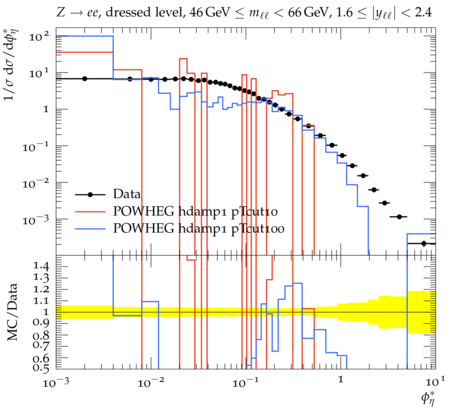 Z → ee, dressed level, 46 GeV ≤ mℓℓ < 66 GeV, 1.6 ≤ |yℓℓ| < 2.4
1/σ dσ/dϕ*η
10²
10¹
1
10⁻¹
10⁻²
10⁻³
Data
POWHEG hdamp1 pTcut10
POWHEG hdamp1 pTcut100
MC/Data
1.4
1.3
1.2
1.1
1
0.9
0.8
0.7
0.6
0.5
10⁻³ 10⁻² 10⁻¹ 1 10¹
ϕ*η